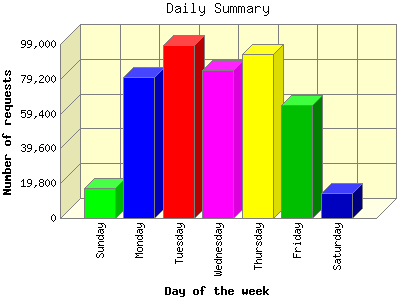 Daily Summary
Number of requests
99,000
79,200
59,400
39,600
19,800
0
Sunday
Monday
Tuesday
Wednesday
Thursday
Friday
Saturday
Day of the week